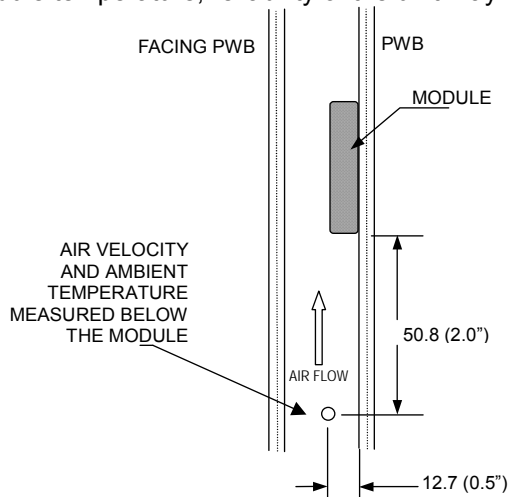 FACING PWB
PWB
MODULE
AIR VELOCITY
AND AMBIENT
TEMPERATURE
MEASURED BELOW
THE MODULE
AIR FLOW
50.8 (2.0")
12.7 (0.5")